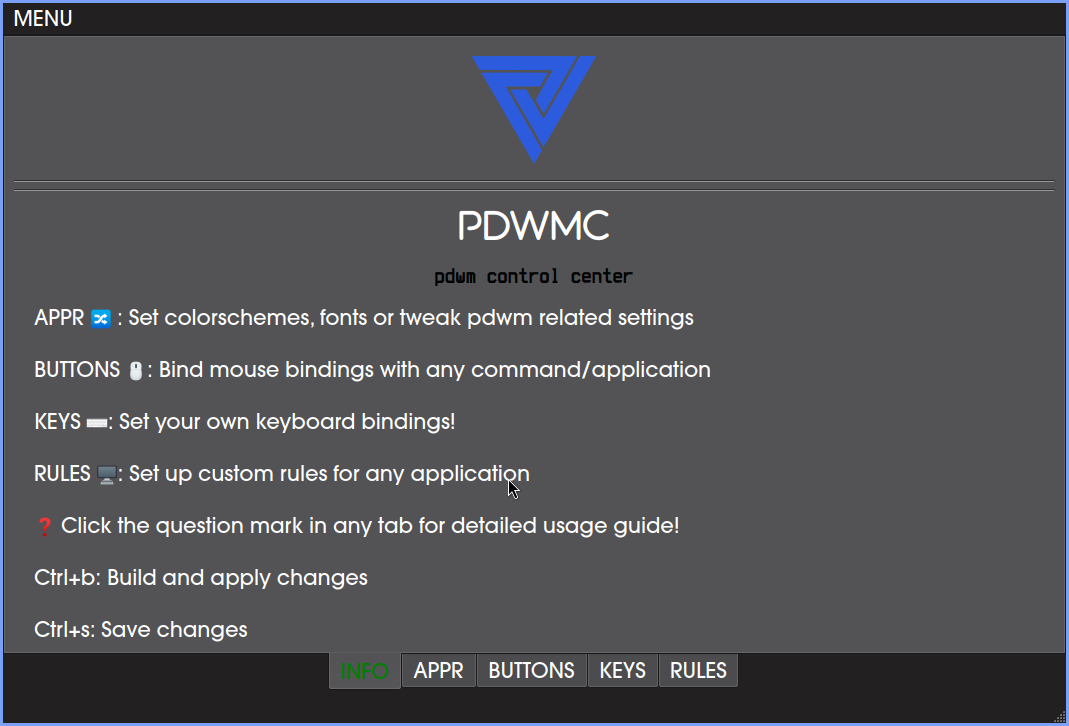 MENU
PDWMC
pdwm control center
APPR 🔀 : Set colorschemes, fonts or tweak pdwm related settings
BUTTONS 🖱️: Bind mouse bindings with any command/application
KEYS ⌨️: Set your own keyboard bindings!
RULES 🖥️: Set up custom rules for any application
❓ Click the question mark in any tab for detailed usage guide!
Ctrl+b: Build and apply changes
Ctrl+s: Save changes
INFO APPR BUTTONS KEYS RULES